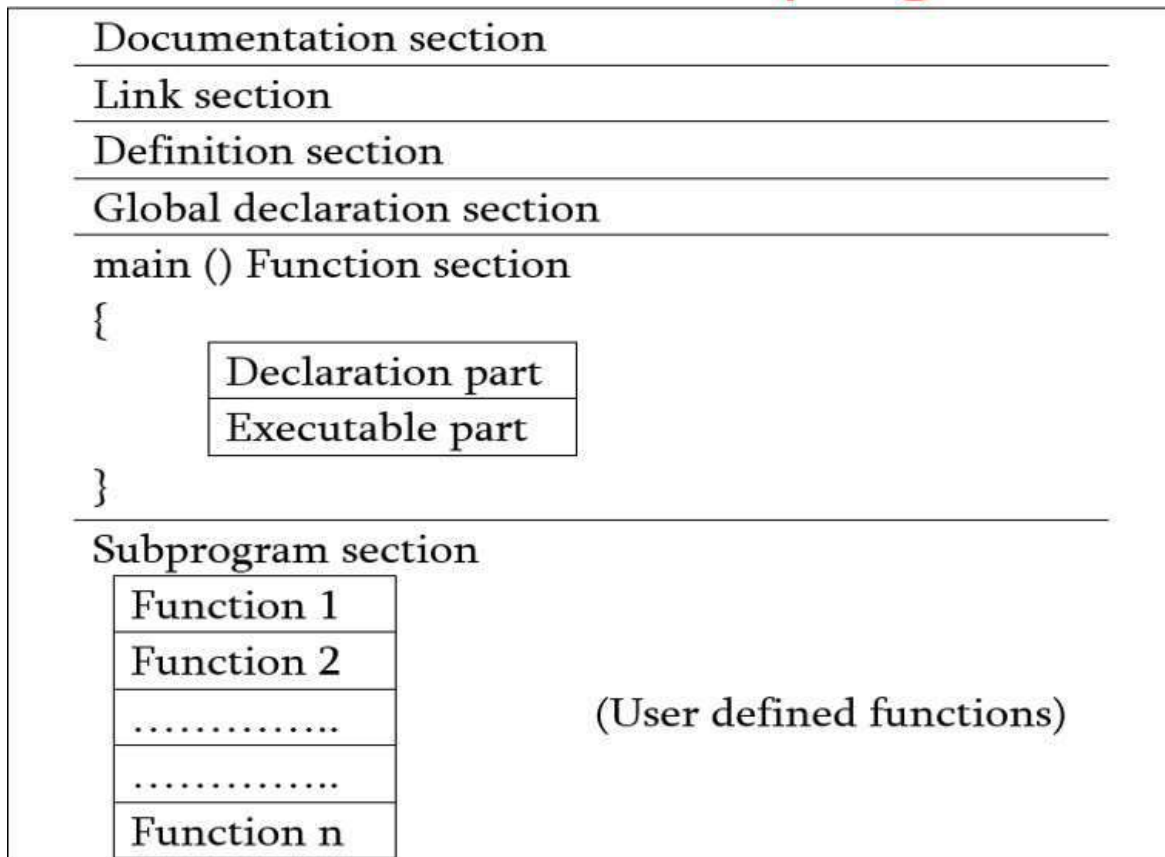 Documentation section
Link section
Definition section
Global declaration section
main () Function section
{
Declaration part
Executable part
}
Subprogram section
Function 1
Function 2
…………..
(User defined functions)
…………..
Function n